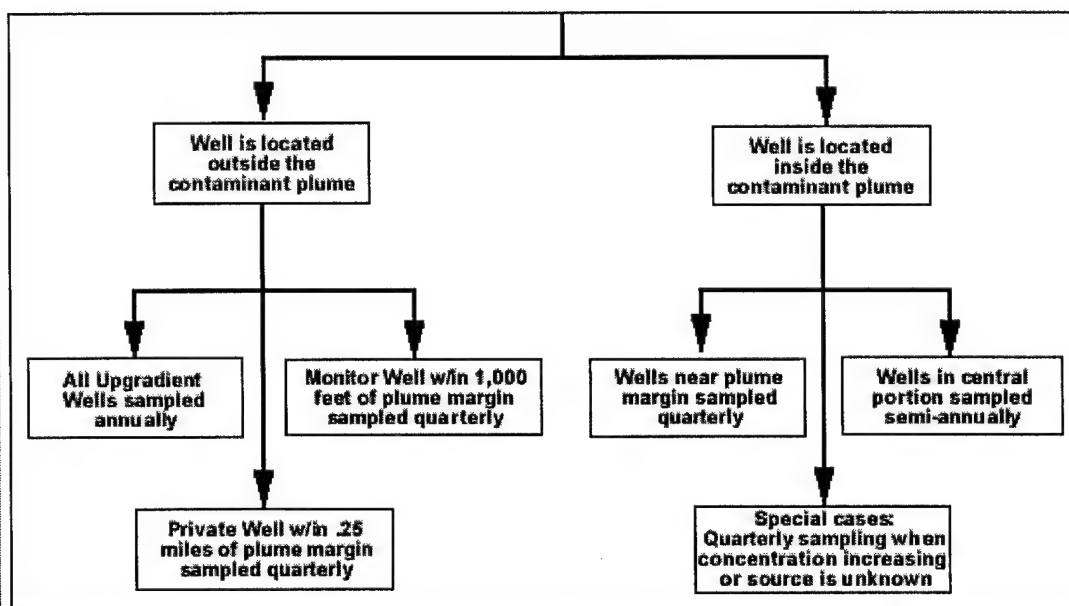 Well is located
outside the
contaminant plume
Well is located
inside the
contaminant plume
All Upgradient
Wells sampled
annually
Monitor Well w/in 1,000
feet of plume margin
sampled quarterly
Wells near plume
margin sampled
quarterly
Wells in central
portion sampled
semi-annually
Private Well w/in .25
miles of plume margin
sampled quarterly
Special cases:
Quarterly sampling when
concentration increasing
or source is unknown